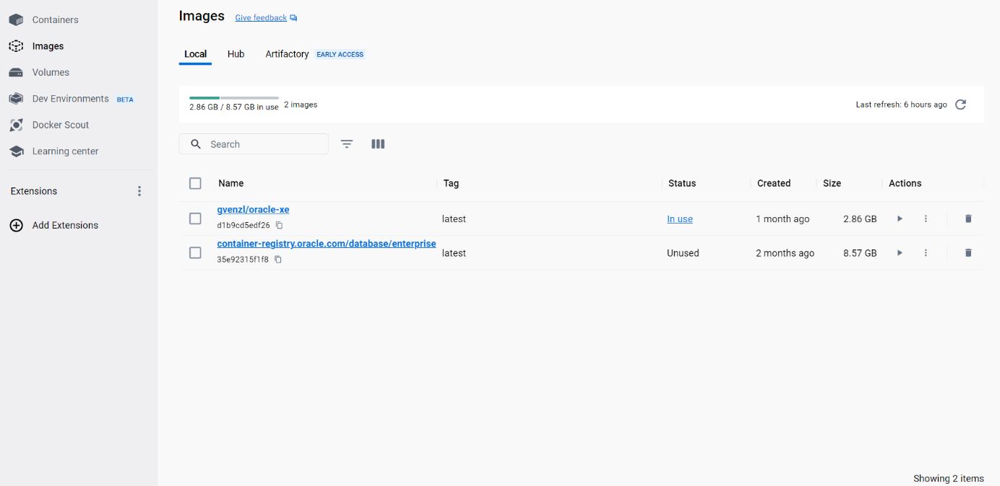 Containers
Images
Volumes
Dev Environments BETA
Docker Scout
Learning center
Extensions
Add Extensions
Images Give feedback
Local Hub Artifactory EARLY ACCESS
2.86 GB / 8.57 GB in use 2 images Last refresh: 6 hours ago
Search
Name Tag Status Created Size Actions
gvenzl/oracle-xe
d1b9cd5edf26
latest In use 1 month ago 2.86 GB
container-registry.oracle.com/database/enterprise
35e92315f1f8
latest Unused 2 months ago 8.57 GB
Showing 2 items